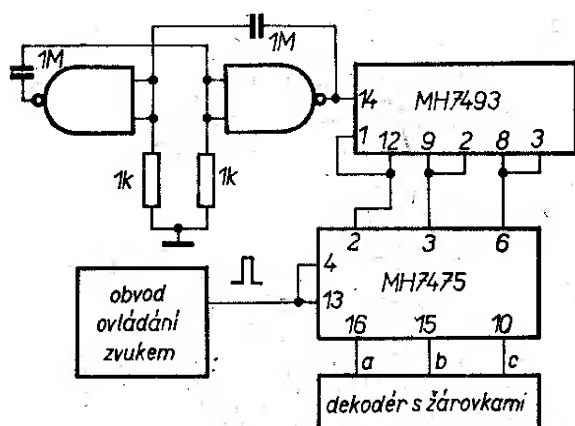 1M
1M
14
MH7493
1
12 9 2 8 3
1k
1k
2 3 6
4
MH7475
13
obvod
ovládání
zvukem
16 15 10
a b c
dekodér s žárovkami